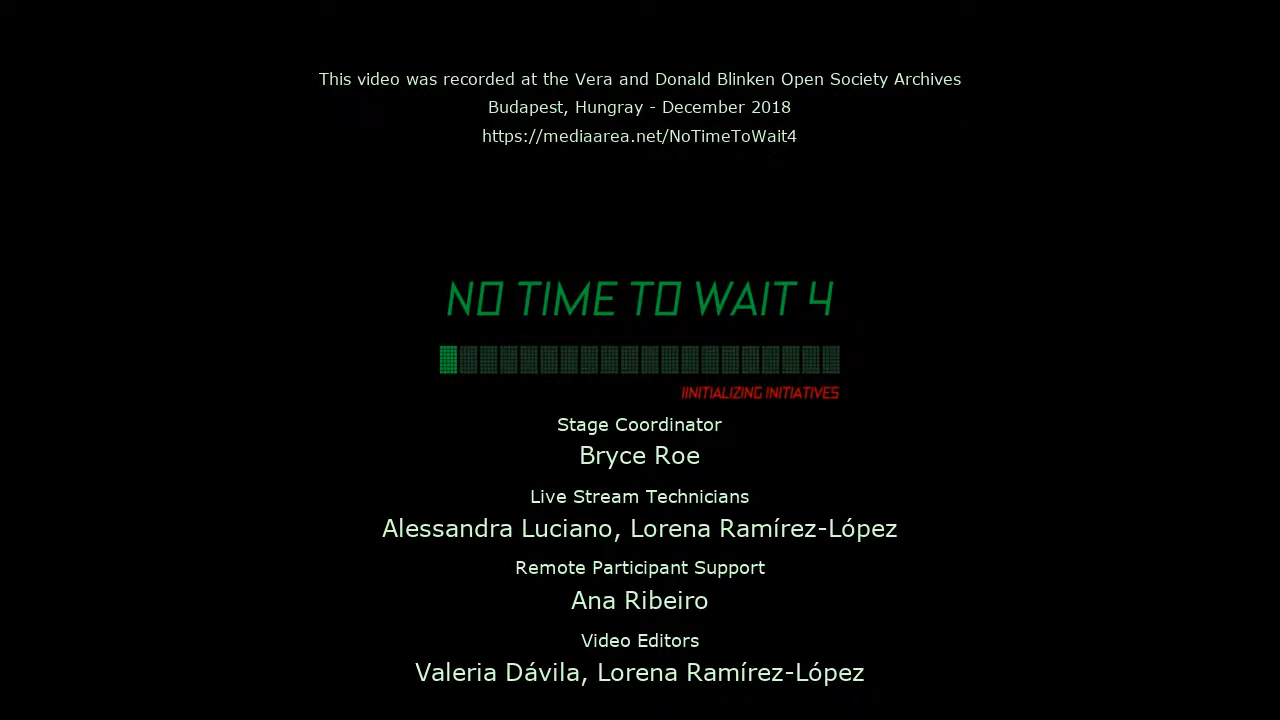 This video was recorded at the Vera and Donald Blinken Open Society Archives
Budapest, Hungray - December 2018
https://mediaarea.net/NoTimeToWait4
NO TIME TO WAIT 4
IINITIALIZING INITIATIVES
Stage Coordinator
Bryce Roe
Live Stream Technicians
Alessandra Luciano, Lorena Ramírez-López
Remote Participant Support
Ana Ribeiro
Video Editors
Valeria Dávila, Lorena Ramírez-López